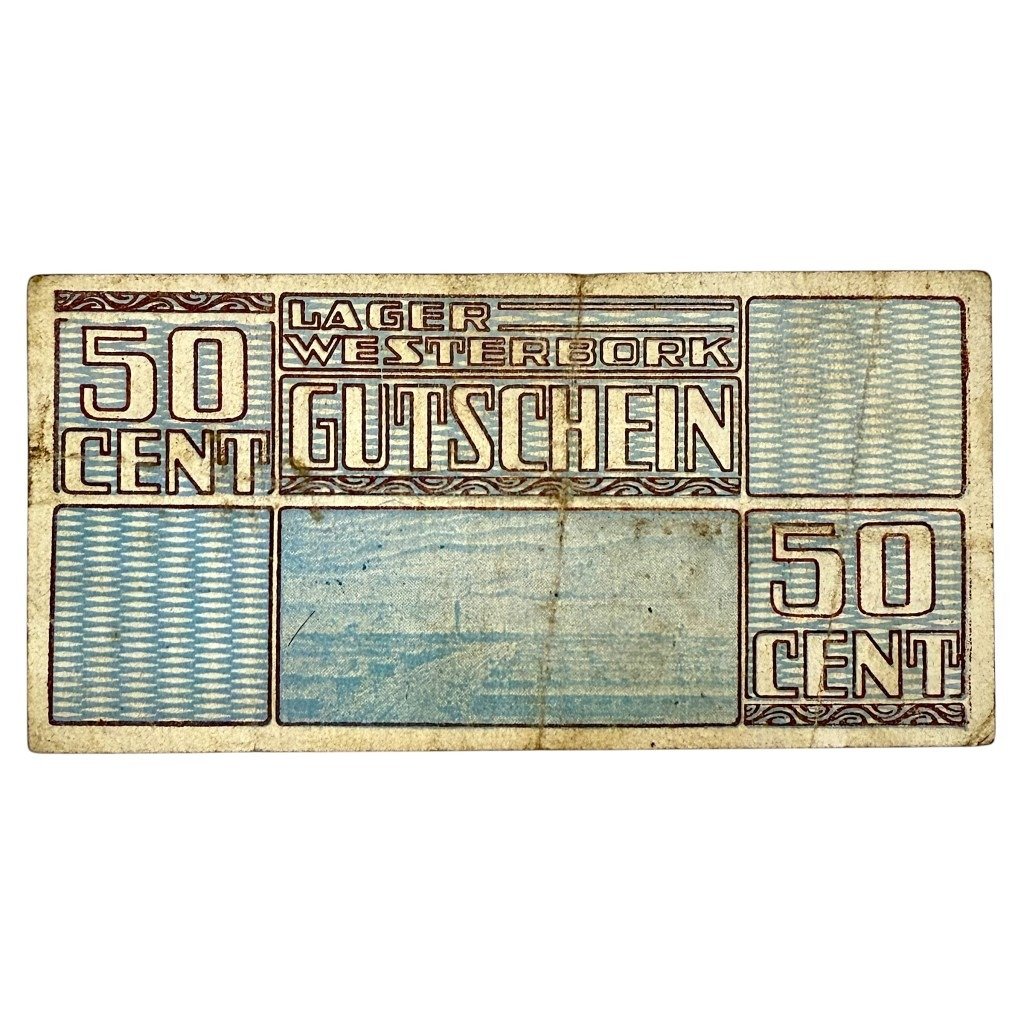 50
CENT
LAGER
WESTERBORK
GUTSCHEIN
50
CENT